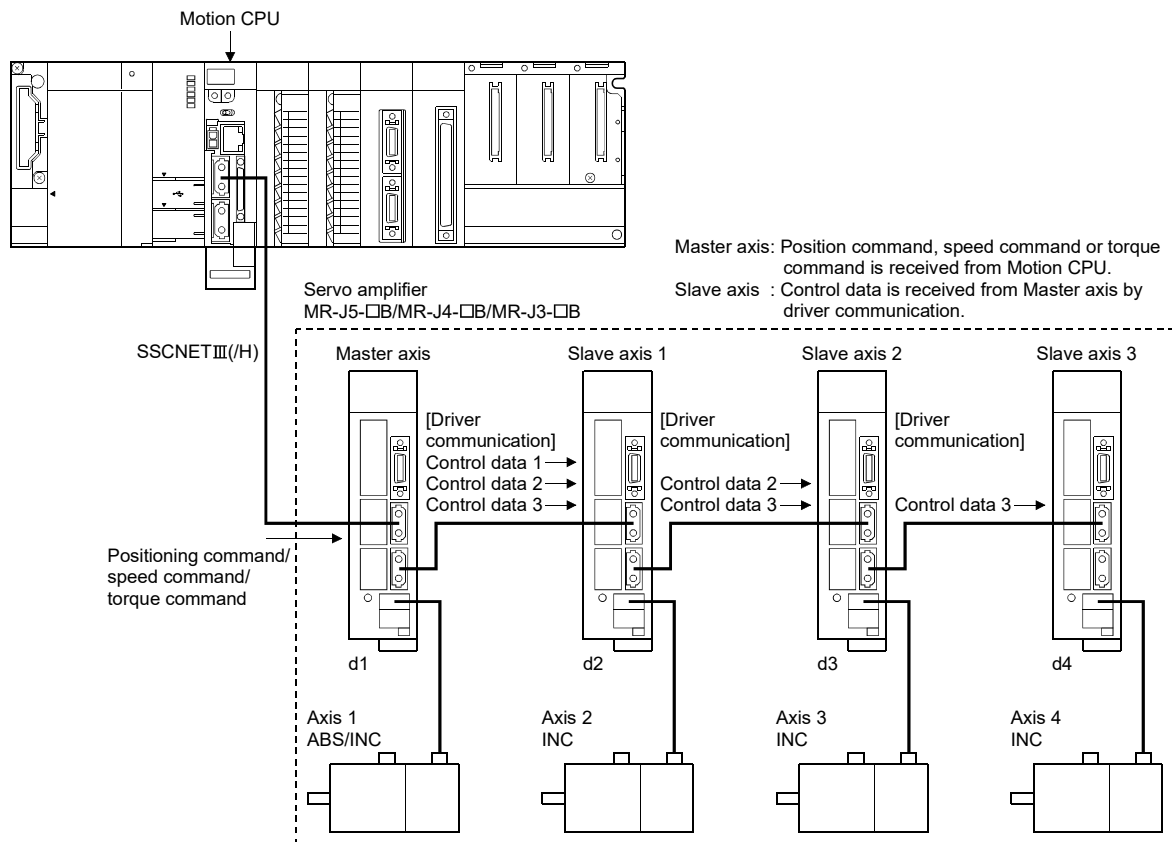 Motion CPU
Master axis: Position command, speed command or torque
command is received from Motion CPU.
Slave axis : Control data is received from Master axis by
driver communication.
Servo amplifier
MR-J5-□B/MR-J4-□B/MR-J3-□B
SSCNETⅢ(/H)
Master axis
Slave axis 1
Slave axis 2
Slave axis 3
[Driver
communication]
Control data 1
Control data 2
Control data 3
[Driver
communication]
Control data 2
Control data 3
[Driver
communication]
Control data 3
Positioning command/
speed command/
torque command
d1
d2
d3
d4
Axis 1
ABS/INC
Axis 2
INC
Axis 3
INC
Axis 4
INC